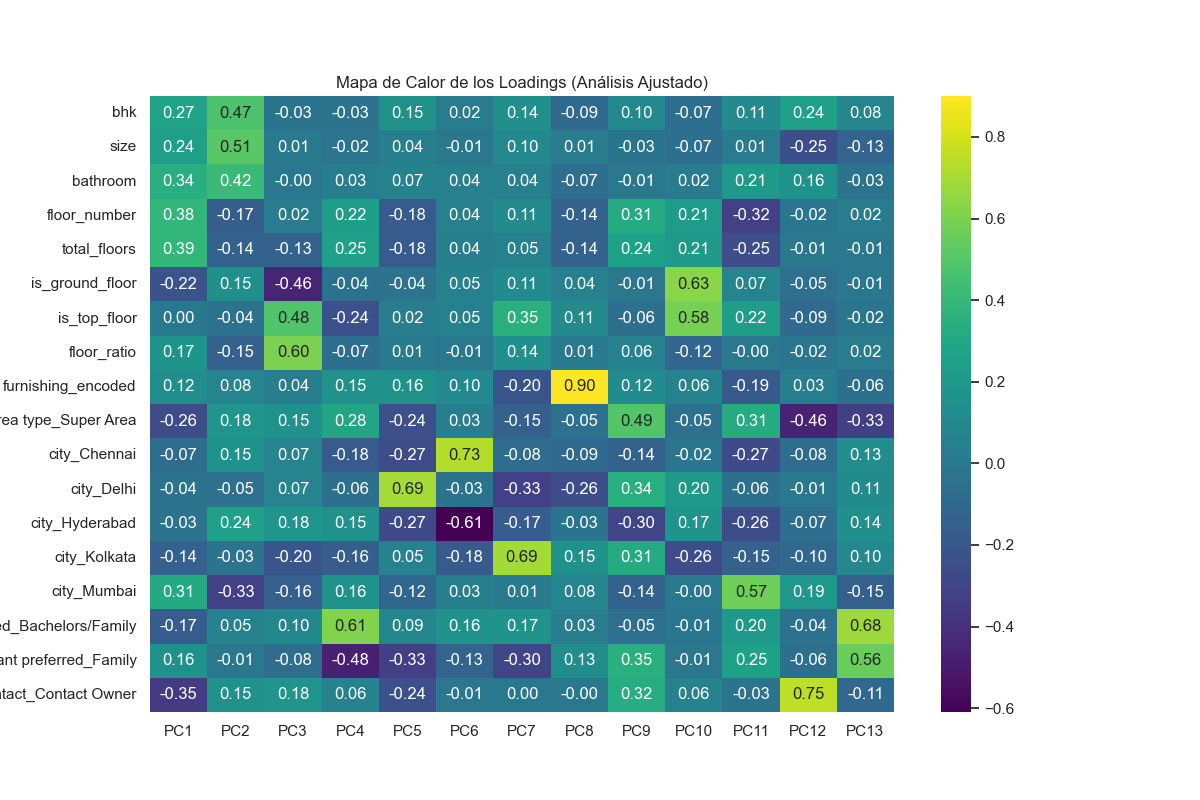 Mapa de Calor de los Loadings (Análisis Ajustado)
bhk 0.27 0.47 -0.03 -0.03 0.15 0.02 0.14 -0.09 0.10 -0.07 0.11 0.24 0.08
size 0.24 0.51 0.01 -0.02 0.04 -0.01 0.10 0.01 -0.03 -0.07 0.01 -0.25 -0.13
bathroom 0.34 0.42 -0.00 0.03 0.07 0.04 0.04 -0.07 -0.01 0.02 0.21 0.16 -0.03
floor_number 0.38 -0.17 0.02 0.22 -0.18 0.04 0.11 -0.14 0.31 0.21 -0.32 -0.02 0.02
total_floors 0.39 -0.14 -0.13 0.25 -0.18 0.04 0.05 -0.14 0.24 0.21 -0.25 -0.01 -0.01
is_ground_floor -0.22 0.15 -0.46 -0.04 -0.04 0.05 0.11 0.04 -0.01 0.63 0.07 -0.05 -0.01
is_top_floor 0.00 -0.04 0.48 -0.24 0.02 0.05 0.35 0.11 -0.06 0.58 0.22 -0.09 -0.02
floor_ratio 0.17 -0.15 0.60 -0.07 0.01 -0.01 0.14 0.01 0.06 -0.12 -0.00 -0.02 0.02
furnishing_encoded 0.12 0.08 0.04 0.15 0.16 0.10 -0.20 0.90 0.12 0.06 -0.19 0.03 -0.06
rea type_Super Area -0.26 0.18 0.15 0.28 -0.24 0.03 -0.15 -0.05 0.49 -0.05 0.31 -0.46 -0.33
city_Chennai -0.07 0.15 0.07 -0.18 -0.27 0.73 -0.08 -0.09 -0.14 -0.02 -0.27 -0.08 0.13
city_Delhi -0.04 -0.05 0.07 -0.06 0.69 -0.03 -0.33 -0.26 0.34 0.20 -0.06 -0.01 0.11
city_Hyderabad -0.03 0.24 0.18 0.15 -0.27 -0.61 -0.17 -0.03 -0.30 0.17 -0.26 -0.07 0.14
city_Kolkata -0.14 -0.03 -0.20 -0.16 0.05 -0.18 0.69 0.15 0.31 -0.26 -0.15 -0.10 0.10
city_Mumbai 0.31 -0.33 -0.16 0.16 -0.12 0.03 0.01 0.08 -0.14 -0.00 0.57 0.19 -0.15
ed_Bachelors/Family -0.17 0.05 0.10 0.61 0.09 0.16 0.17 0.03 -0.05 -0.01 0.20 -0.04 0.68
ant preferred_Family 0.16 -0.01 -0.08 -0.48 -0.33 -0.13 -0.30 0.13 0.35 -0.01 0.25 -0.06 0.56
ntact_Contact Owner -0.35 0.15 0.18 0.06 -0.24 -0.01 0.00 -0.00 0.32 0.06 -0.03 0.75 -0.11
PC1 PC2 PC3 PC4 PC5 PC6 PC7 PC8 PC9 PC10 PC11 PC12 PC13
0.8
0.6
0.4
0.2
0.0
−0.2
−0.4
−0.6